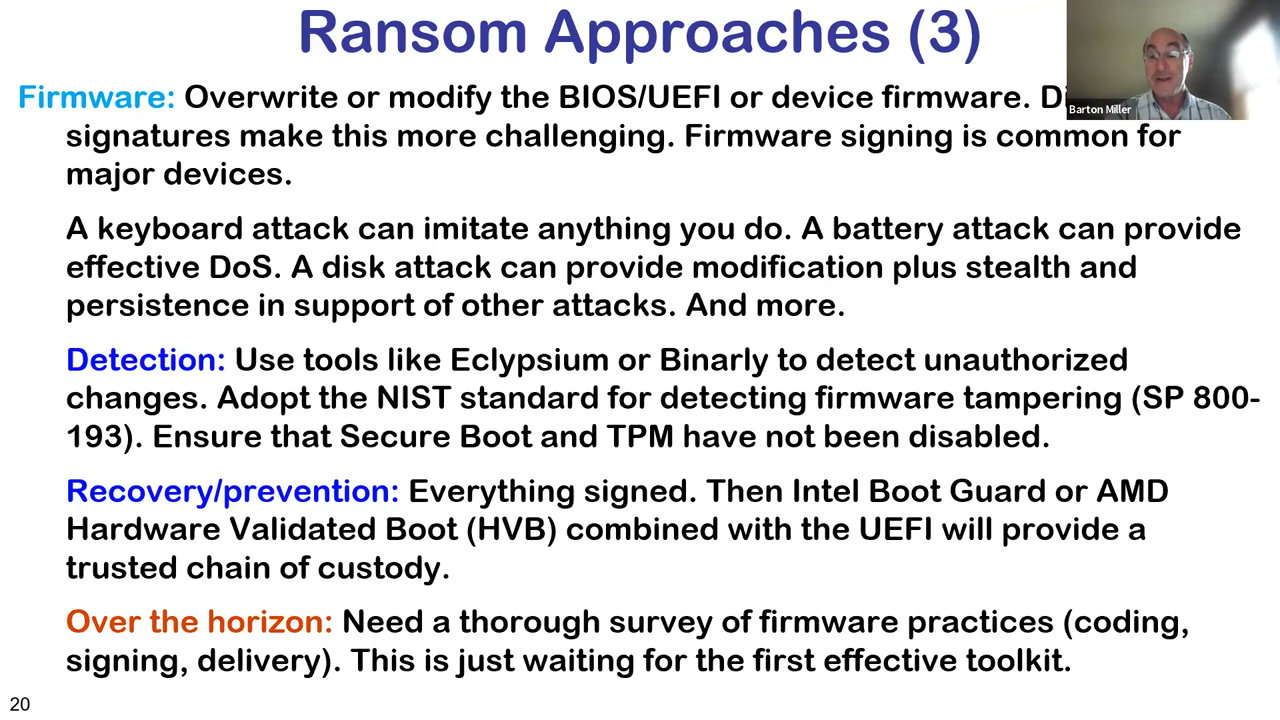 Ransom Approaches (3)
Barton Miller
Firmware: Overwrite or modify the BIOS/UEFI or device firmware.
signatures make this more challenging. Firmware signing is common for
major devices.
A keyboard attack can imitate anything you do. A battery attack can provide
effective DoS. A disk attack can provide modification plus stealth and
persistence in support of other attacks. And more.
Detection: Use tools like Eclypsium or Binarly to detect unauthorized
changes. Adopt the NIST standard for detecting firmware tampering (SP 800-
193). Ensure that Secure Boot and TPM have not been disabled.
Recovery/prevention: Everything signed. Then Intel Boot Guard or AMD
Hardware Validated Boot (HVB) combined with the UEFI will provide a
trusted chain of custody.
Over the horizon: Need a thorough survey of firmware practices (coding,
signing, delivery). This is just waiting for the first effective toolkit.
20